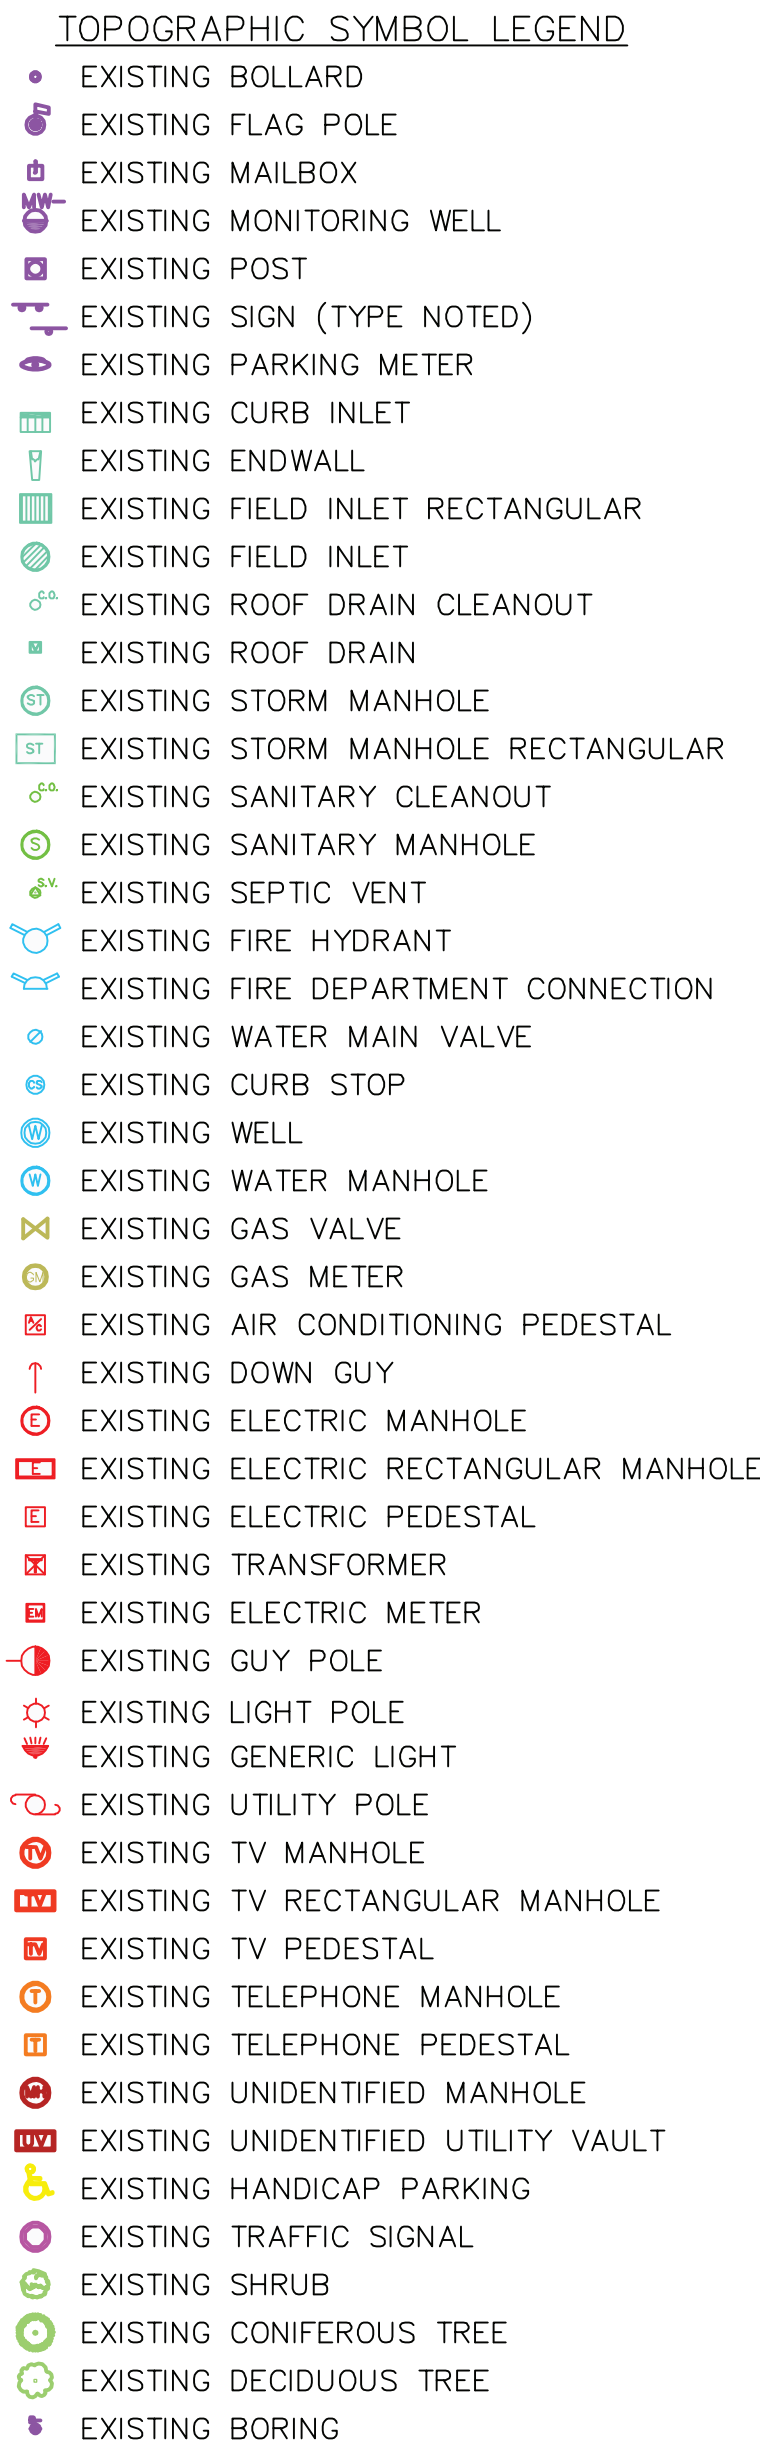 TOPOGRAPHIC SYMBOL LEGEND
EXISTING BOLLARD
EXISTING FLAG POLE
EXISTING MAILBOX
MW-
EXISTING MONITORING WELL
EXISTING POST
EXISTING SIGN (TYPE NOTED)
EXISTING PARKING METER
EXISTING CURB INLET
EXISTING ENDWALL
EXISTING FIELD INLET RECTANGULAR
EXISTING FIELD INLET
C.O. EXISTING ROOF DRAIN CLEANOUT
EXISTING ROOF DRAIN
ST EXISTING STORM MANHOLE
ST EXISTING STORM MANHOLE RECTANGULAR
C.O. EXISTING SANITARY CLEANOUT
S EXISTING SANITARY MANHOLE
S.V. EXISTING SEPTIC VENT
EXISTING FIRE HYDRANT
EXISTING FIRE DEPARTMENT CONNECTION
EXISTING WATER MAIN VALVE
CS EXISTING CURB STOP
W EXISTING WELL
W EXISTING WATER MANHOLE
EXISTING GAS VALVE
GM EXISTING GAS METER
A/C EXISTING AIR CONDITIONING PEDESTAL
EXISTING DOWN GUY
E EXISTING ELECTRIC MANHOLE
E EXISTING ELECTRIC RECTANGULAR MANHOLE
E EXISTING ELECTRIC PEDESTAL
EXISTING TRANSFORMER
EM EXISTING ELECTRIC METER
EXISTING GUY POLE
EXISTING LIGHT POLE
EXISTING GENERIC LIGHT
EXISTING UTILITY POLE
TV EXISTING TV MANHOLE
TV EXISTING TV RECTANGULAR MANHOLE
TV EXISTING TV PEDESTAL
T EXISTING TELEPHONE MANHOLE
T EXISTING TELEPHONE PEDESTAL
MH EXISTING UNIDENTIFIED MANHOLE
UV EXISTING UNIDENTIFIED UTILITY VAULT
EXISTING HANDICAP PARKING
EXISTING TRAFFIC SIGNAL
EXISTING SHRUB
EXISTING CONIFEROUS TREE
EXISTING DECIDUOUS TREE
EXISTING BORING